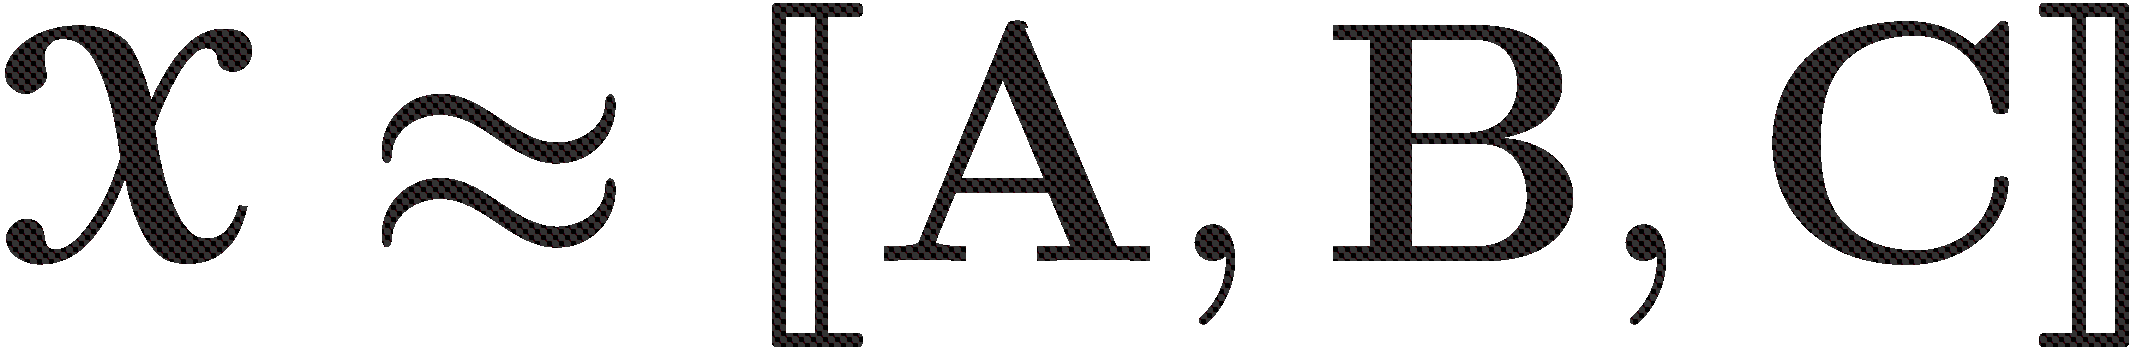 𝒳 ≈ ⟦A, B, C⟧